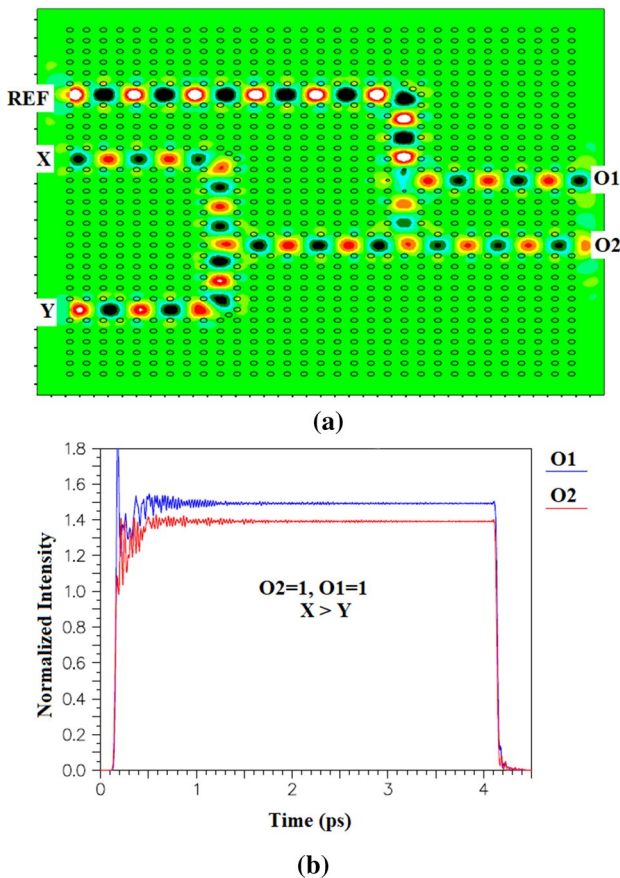 REF
X
O1
O2
Y
(a)
1.8
1.6
1.4
1.2
1.0
0.8
0.6
0.4
0.2
0.0
Normalized Intensity
O1
O2
O2=1, O1=1
X > Y
0 1 2 3 4
Time (ps)
(b)